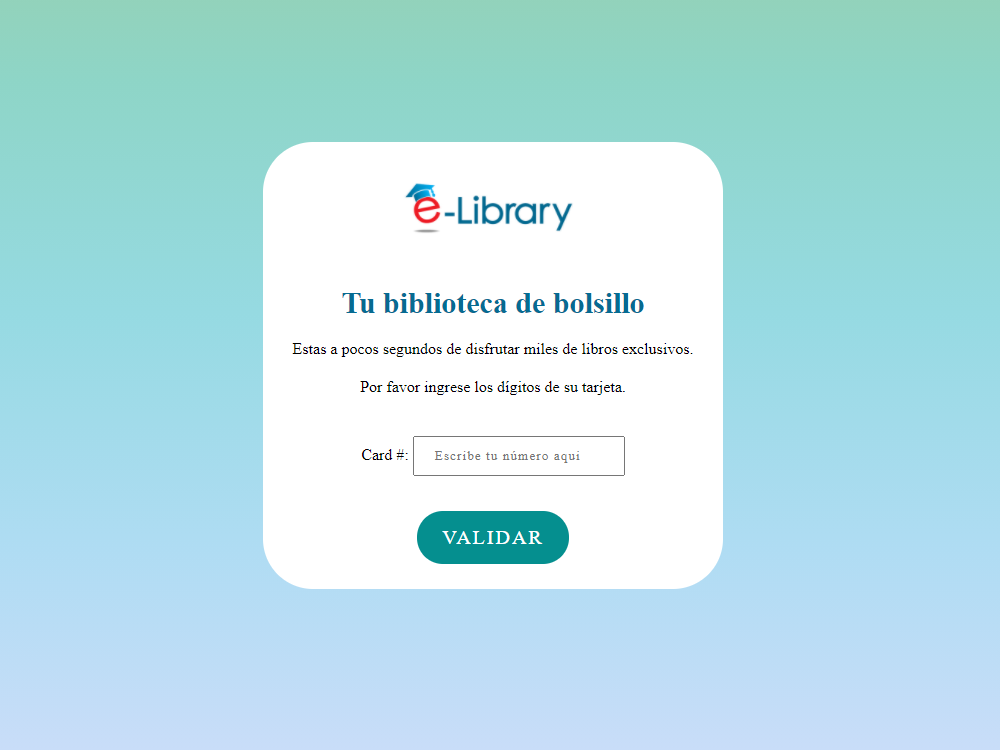 e-Library
Tu biblioteca de bolsillo
Estas a pocos segundos de disfrutar miles de libros exclusivos.
Por favor ingrese los dígitos de su tarjeta.
Card #: Escribe tu número aqui
VALIDAR